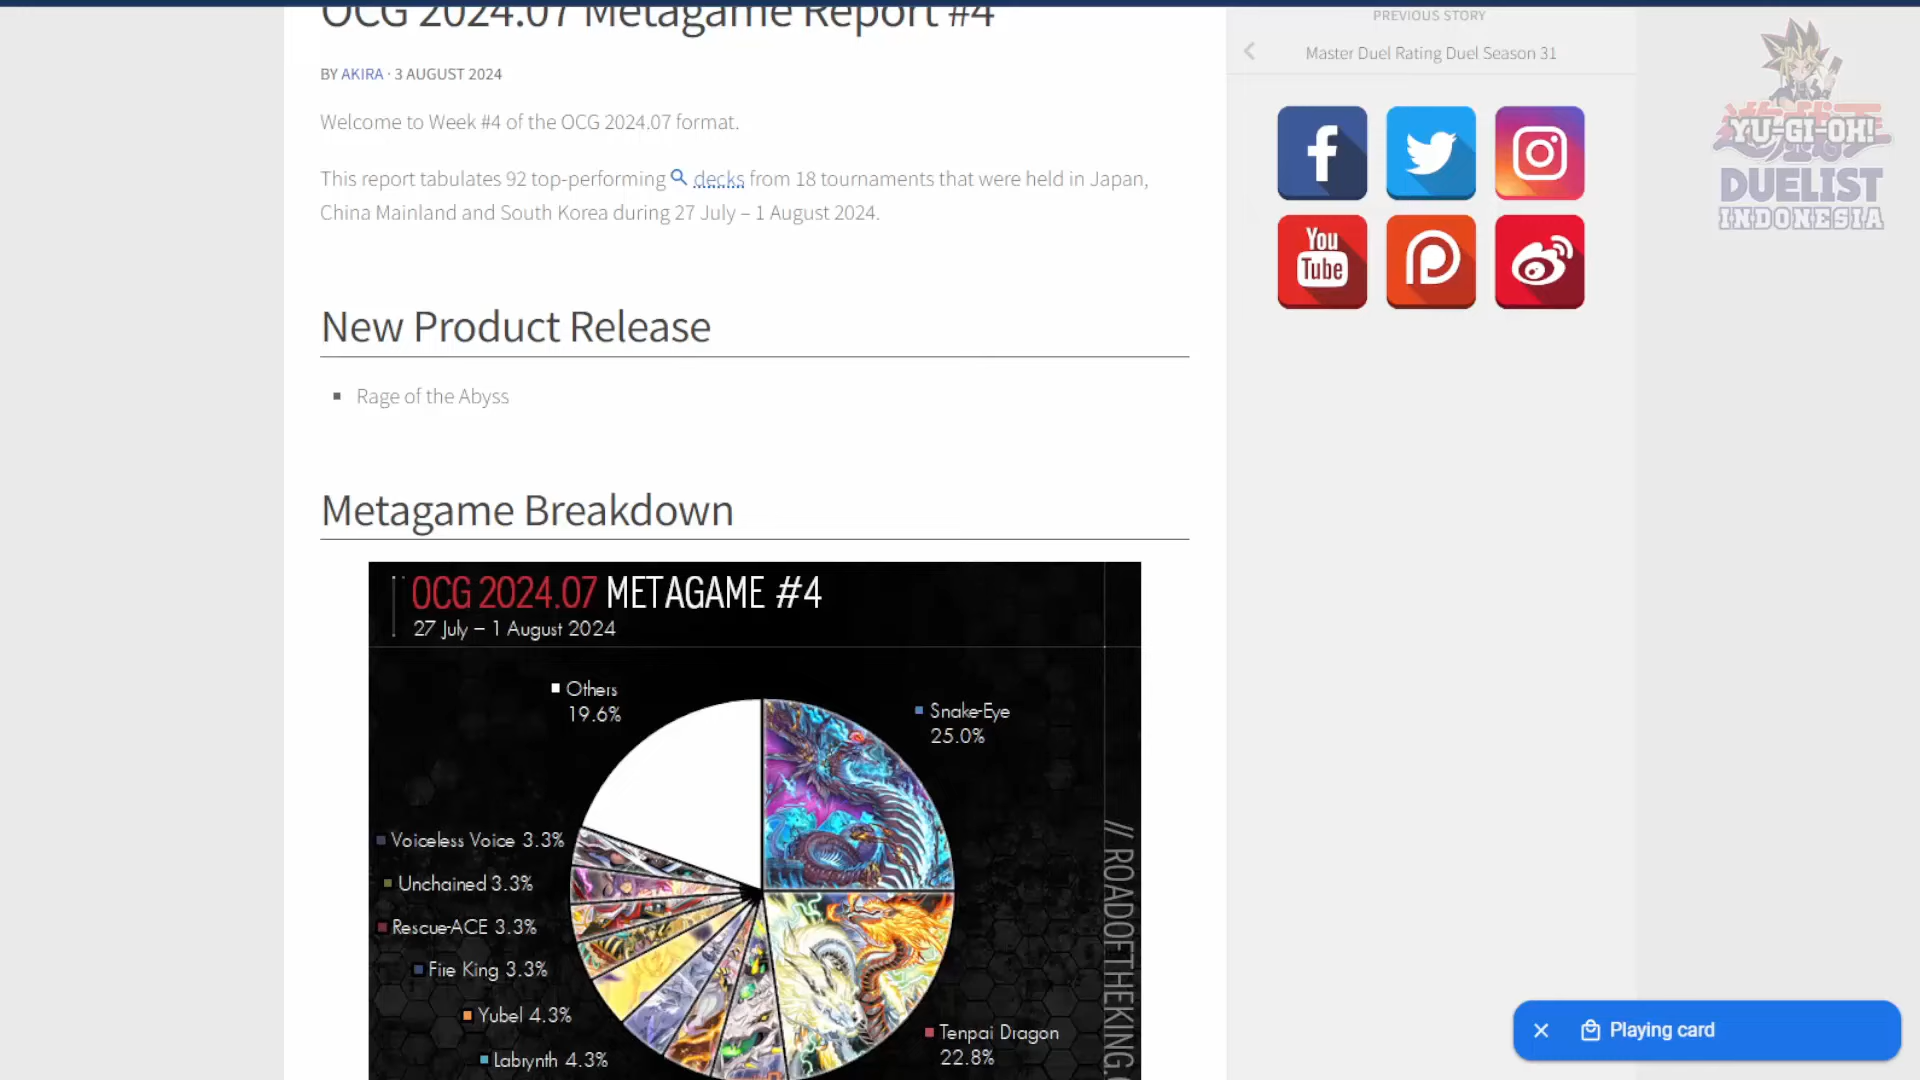 OCG 2024.07 Metagame Report #4
BY AKIRA · 3 AUGUST 2024
Welcome to Week #4 of the OCG 2024.07 format.
This report tabulates 92 top-performing decks from 18 tournaments that were held in Japan,
China Mainland and South Korea during 27 July – 1 August 2024.
New Product Release
Rage of the Abyss
Metagame Breakdown
OCG 2024.07 METAGAME #4
27 July – 1 August 2024
Others
19.6%
Snake-Eye
25.0%
Voiceless Voice 3.3%
Unchained 3.3%
Rescue-ACE 3.3%
Fire King 3.3%
Yubel 4.3%
Labrynth 4.3%
Tenpai Dragon
22.8%
// ROADOFTHEKING.
PREVIOUS STORY
Master Duel Rating Duel Season 31
You
Tube
YU-GI-OH!
DUELIST
INDONESIA
Playing card